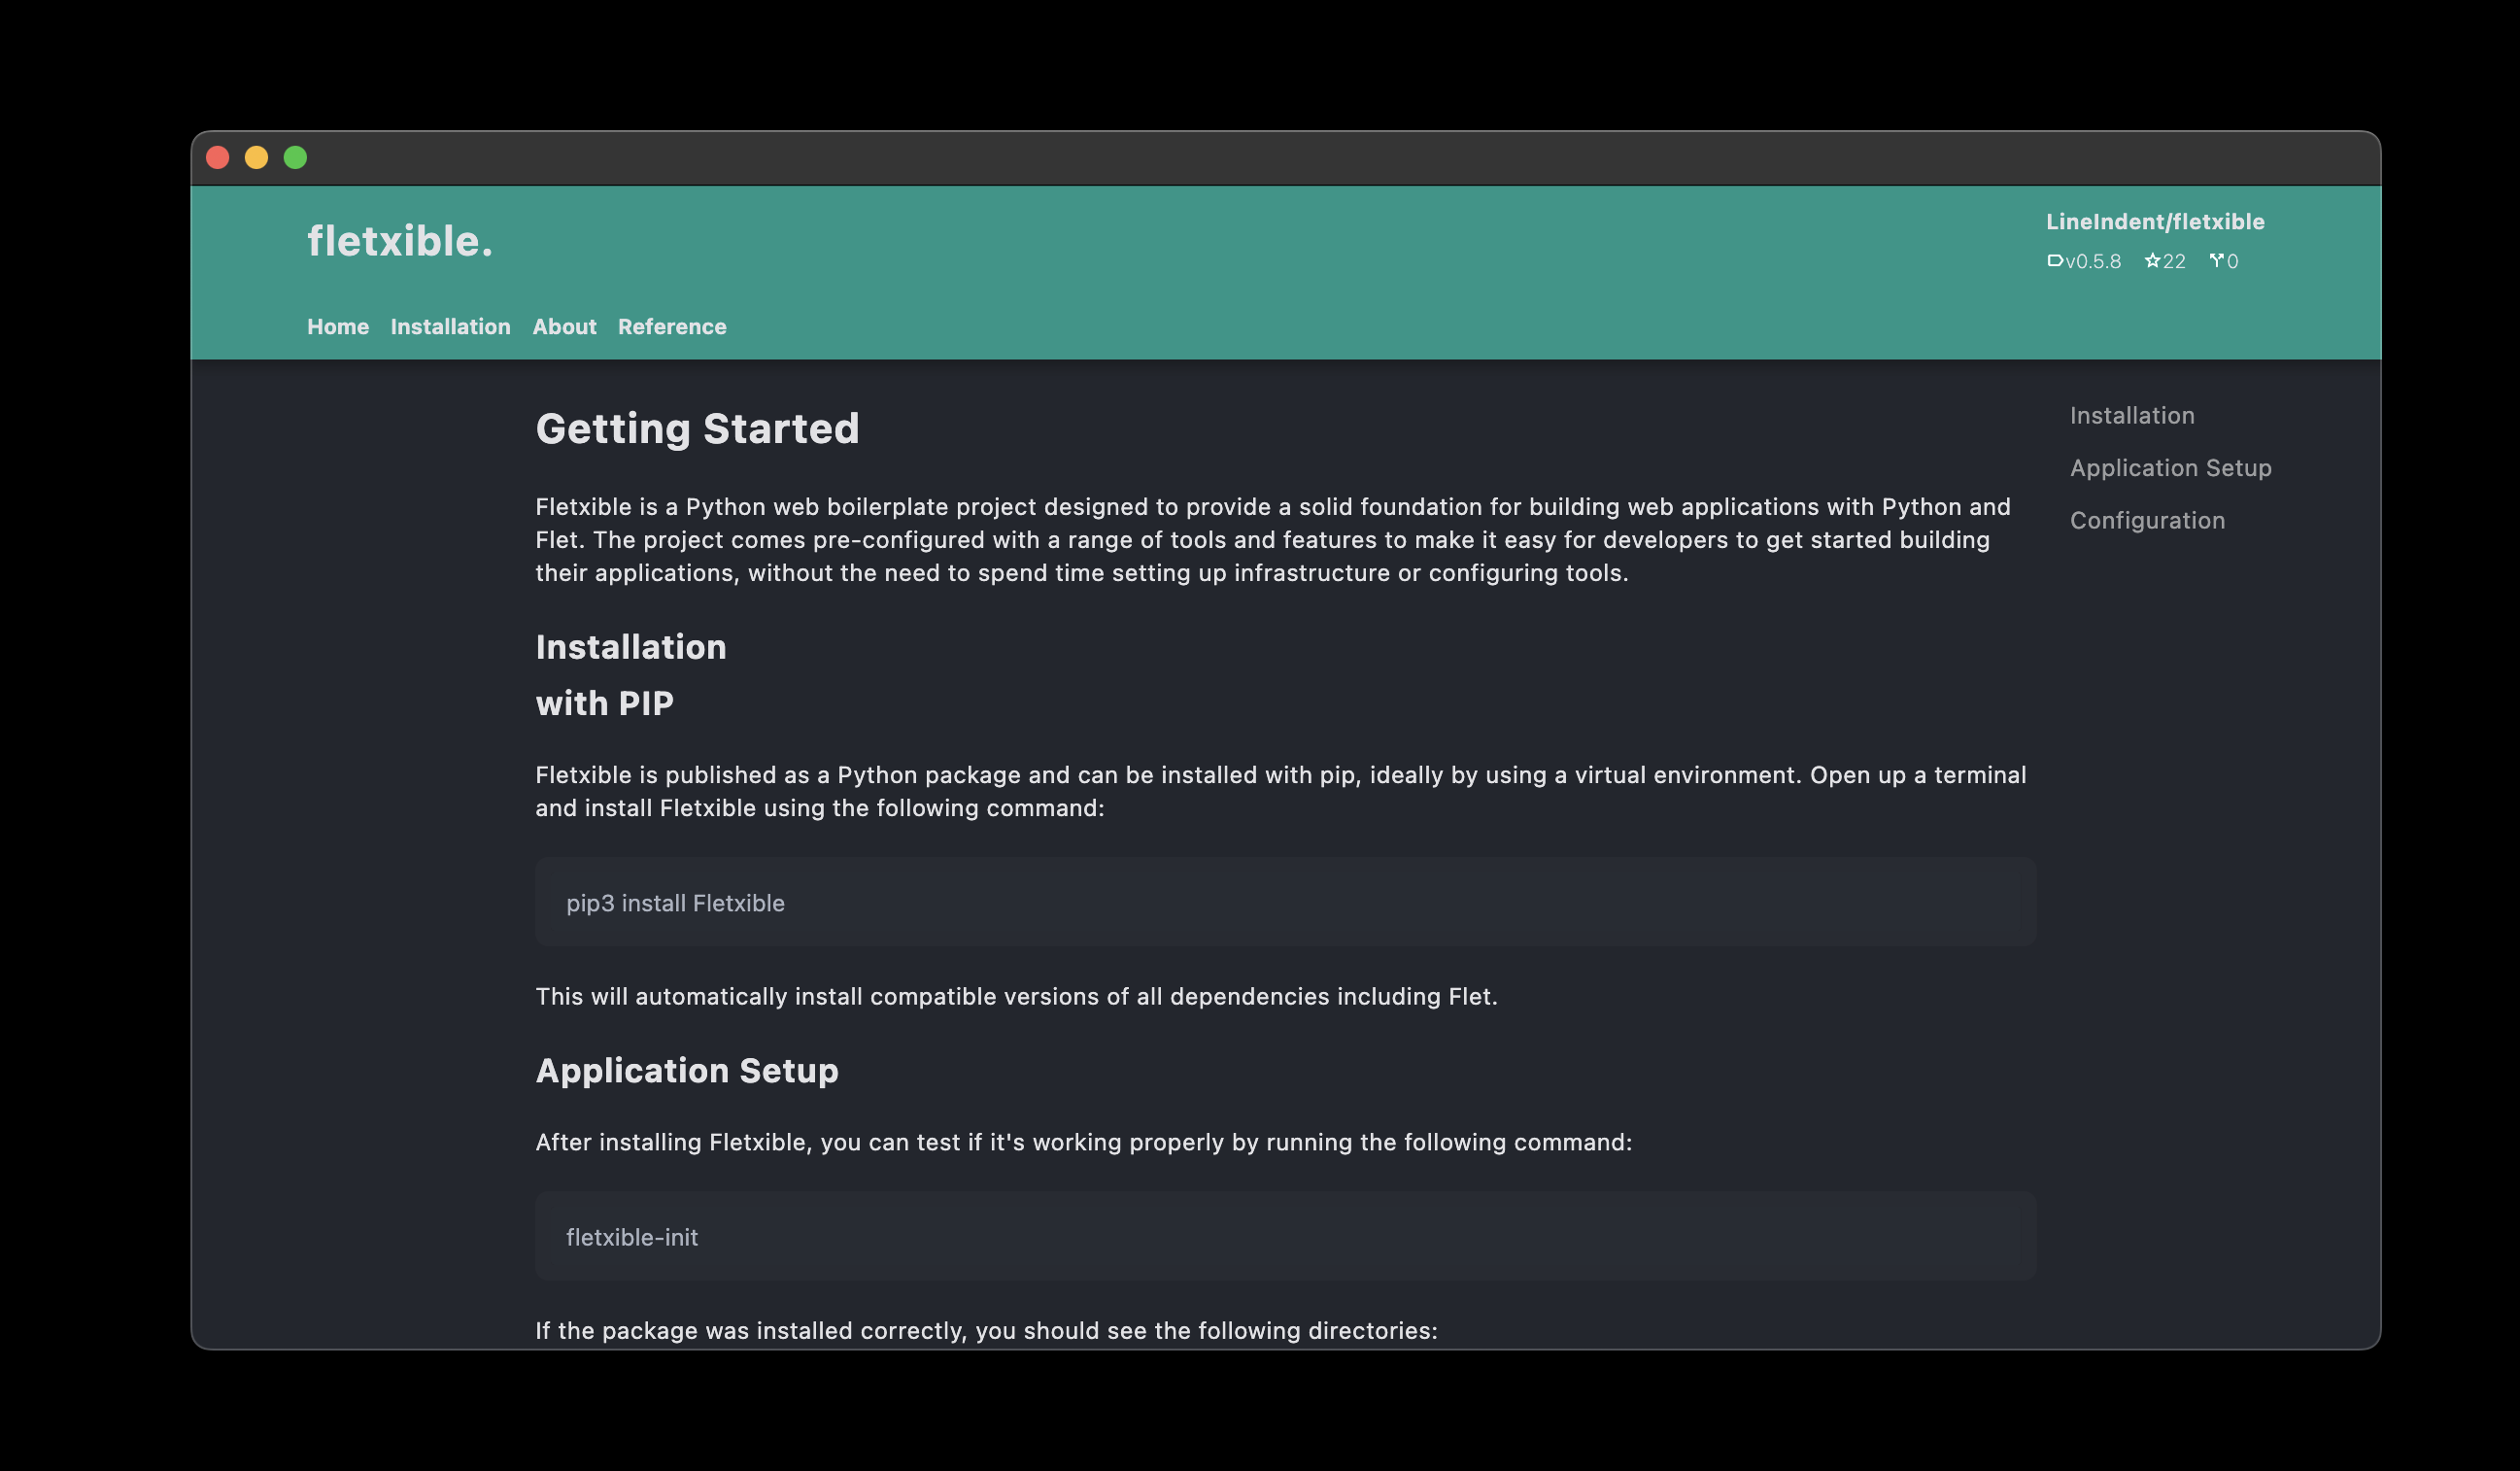 fletxible.
LineIndent/fletxible
v0.5.8 22 0
Home Installation About Reference
Getting Started
Fletxible is a Python web boilerplate project designed to provide a solid foundation for building web applications with Python and
Flet. The project comes pre-configured with a range of tools and features to make it easy for developers to get started building
their applications, without the need to spend time setting up infrastructure or configuring tools.
Installation
with PIP
Fletxible is published as a Python package and can be installed with pip, ideally by using a virtual environment. Open up a terminal
and install Fletxible using the following command:
pip3 install Fletxible
This will automatically install compatible versions of all dependencies including Flet.
Application Setup
After installing Fletxible, you can test if it's working properly by running the following command:
fletxible-init
If the package was installed correctly, you should see the following directories:
Installation
Application Setup
Configuration